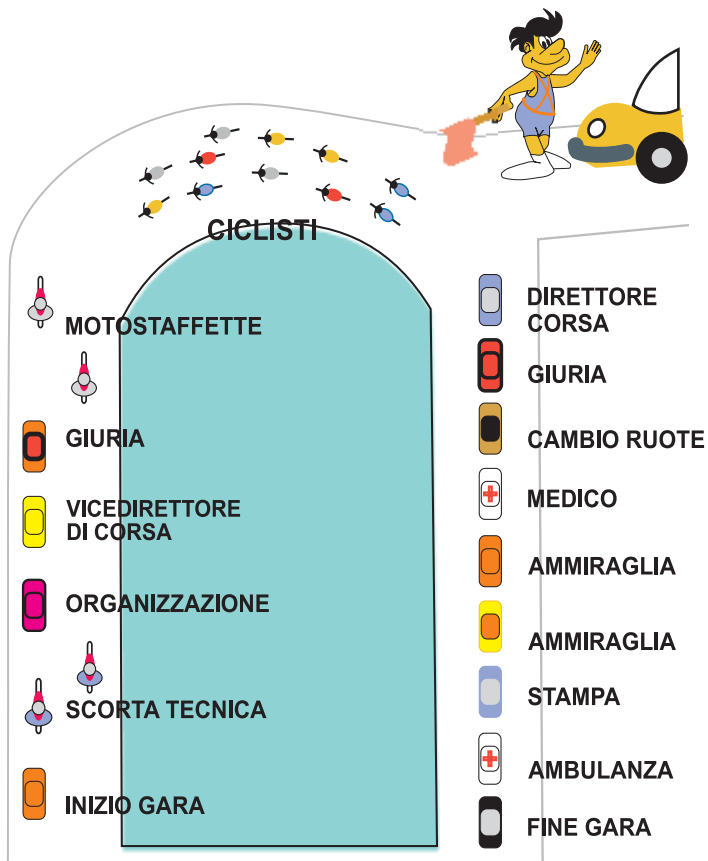 CICLISTI
MOTOSTAFFETTE
GIURIA
VICEDIRETTORE
DI CORSA
ORGANIZZAZIONE
SCORTA TECNICA
INIZIO GARA
DIRETTORE
CORSA
GIURIA
CAMBIO RUOTE
MEDICO
AMMIRAGLIA
AMMIRAGLIA
STAMPA
AMBULANZA
FINE GARA